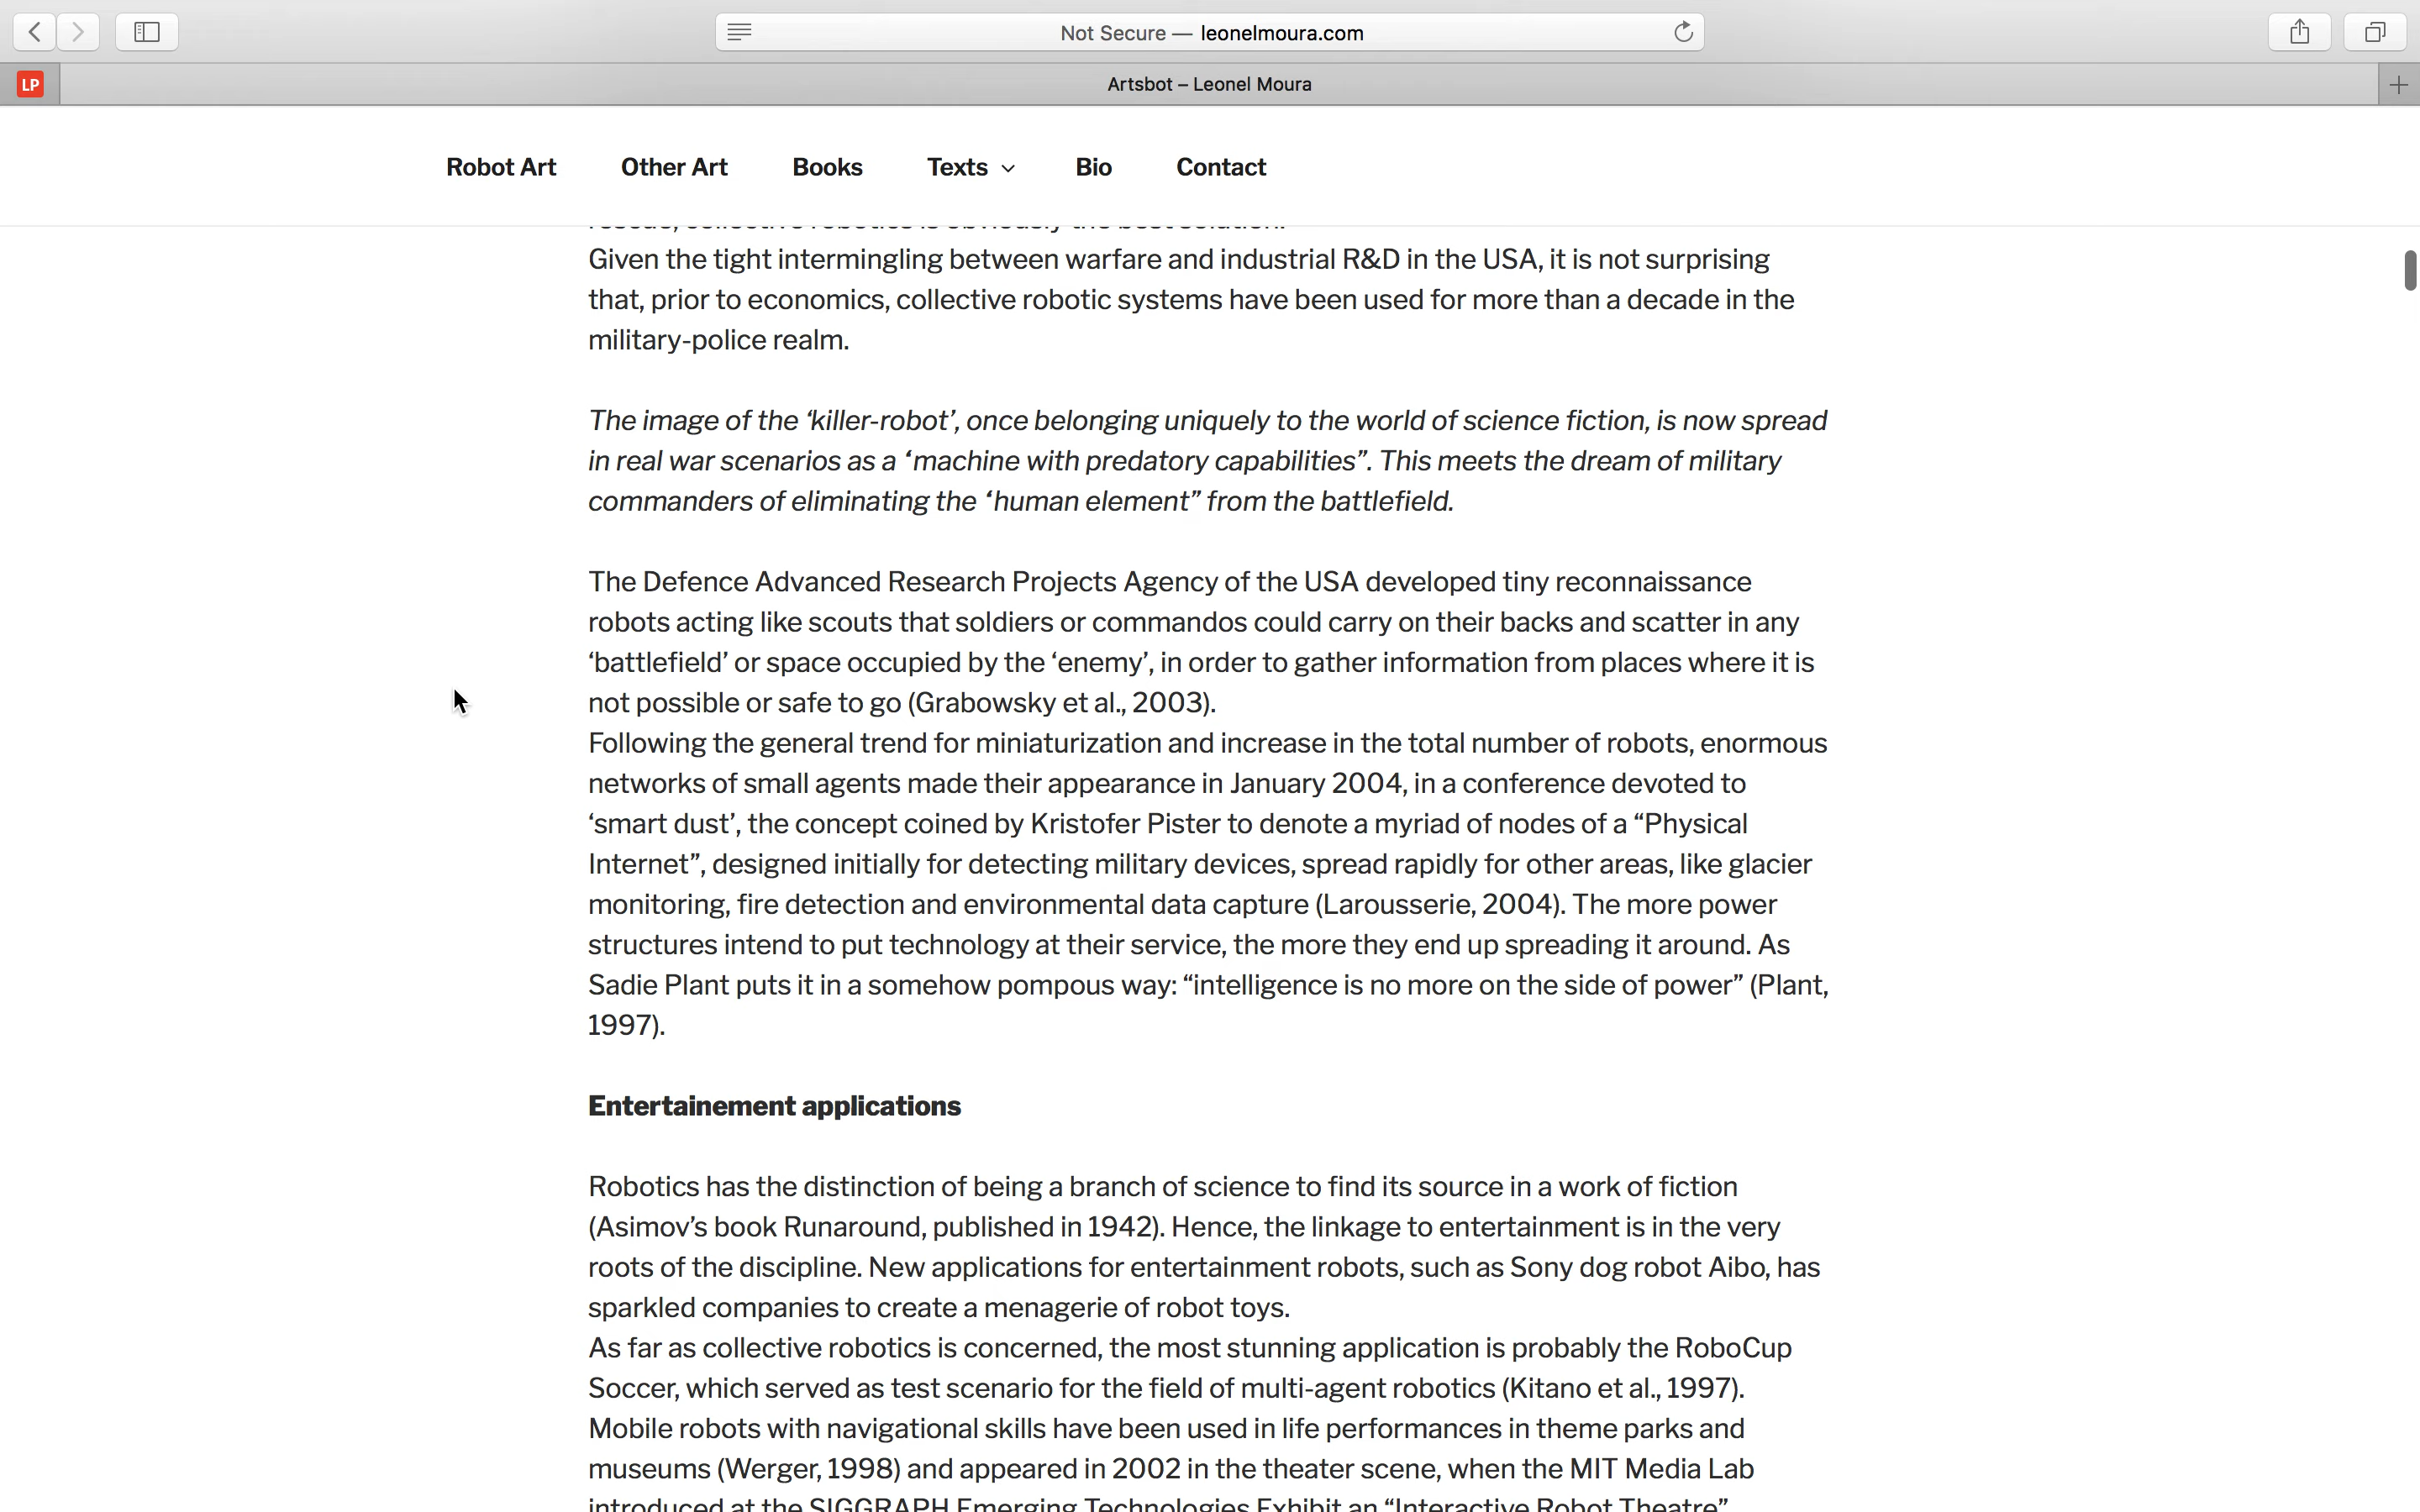 Not Secure — leonelmoura.com
LP
Artsbot – Leonel Moura
Robot Art Other Art Books Texts Bio Contact
rescue, collective robotics is obviously the best solution.
Given the tight intermingling between warfare and industrial R&D in the USA, it is not surprising
that, prior to economics, collective robotic systems have been used for more than a decade in the
military-police realm.
The image of the ‘killer-robot’, once belonging uniquely to the world of science fiction, is now spread
in real war scenarios as a ‘machine with predatory capabilities”. This meets the dream of military
commanders of eliminating the ‘human element” from the battlefield.
The Defence Advanced Research Projects Agency of the USA developed tiny reconnaissance
robots acting like scouts that soldiers or commandos could carry on their backs and scatter in any
‘battlefield’ or space occupied by the ‘enemy’, in order to gather information from places where it is
not possible or safe to go (Grabowsky et al., 2003).
Following the general trend for miniaturization and increase in the total number of robots, enormous
networks of small agents made their appearance in January 2004, in a conference devoted to
‘smart dust’, the concept coined by Kristofer Pister to denote a myriad of nodes of a “Physical
Internet”, designed initially for detecting military devices, spread rapidly for other areas, like glacier
monitoring, fire detection and environmental data capture (Larousserie, 2004). The more power
structures intend to put technology at their service, the more they end up spreading it around. As
Sadie Plant puts it in a somehow pompous way: “intelligence is no more on the side of power” (Plant,
1997).
Entertainement applications
Robotics has the distinction of being a branch of science to find its source in a work of fiction
(Asimov’s book Runaround, published in 1942). Hence, the linkage to entertainment is in the very
roots of the discipline. New applications for entertainment robots, such as Sony dog robot Aibo, has
sparkled companies to create a menagerie of robot toys.
As far as collective robotics is concerned, the most stunning application is probably the RoboCup
Soccer, which served as test scenario for the field of multi-agent robotics (Kitano et al., 1997).
Mobile robots with navigational skills have been used in life performances in theme parks and
museums (Werger, 1998) and appeared in 2002 in the theater scene, when the MIT Media Lab
introduced at the SIGGRAPH Emerging Technologies Exhibit an “Interactive Robot Theatre”